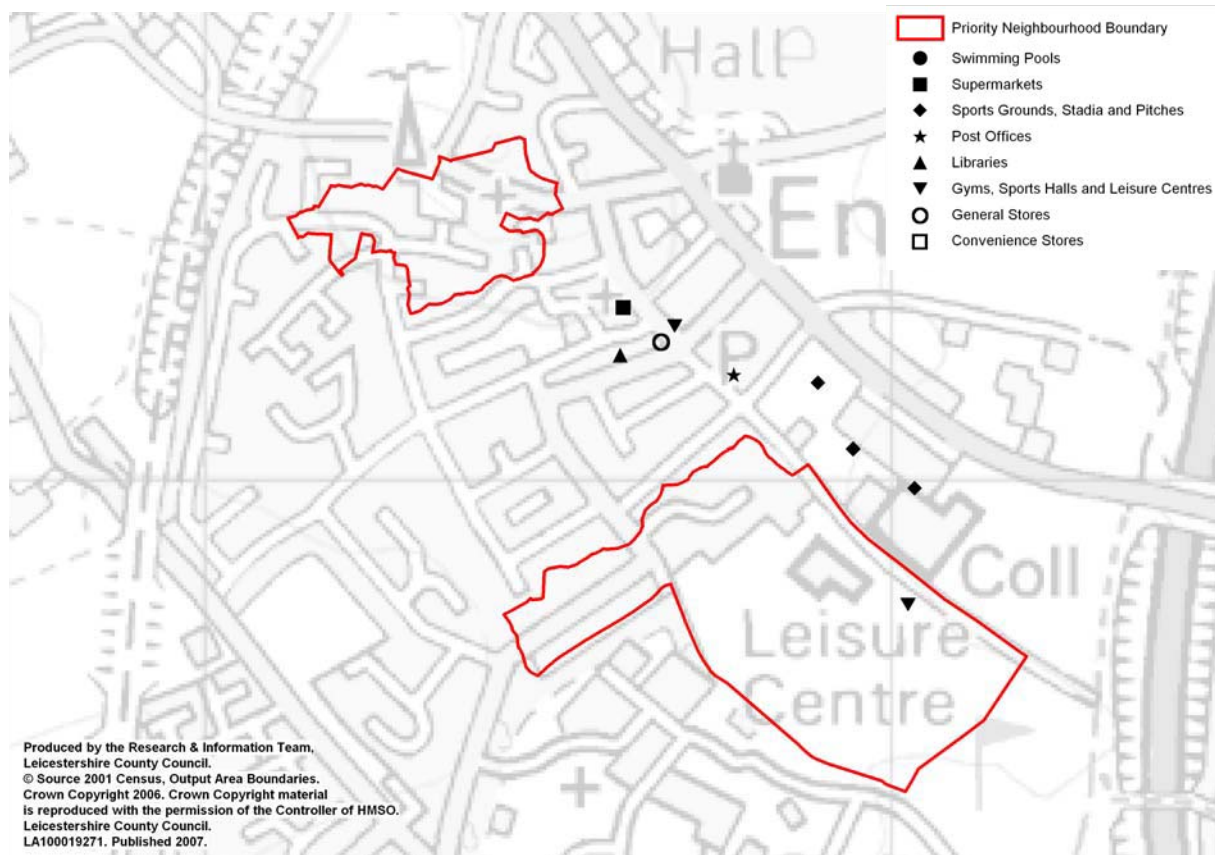 Hall
En
P
Coll
Leisure
Centre
Priority Neighbourhood Boundary
Swimming Pools
Supermarkets
Sports Grounds, Stadia and Pitches
Post Offices
Libraries
Gyms, Sports Halls and Leisure Centres
General Stores
Convenience Stores
Produced by the Research & Information Team,
Leicestershire County Council.
© Source 2001 Census, Output Area Boundaries.
Crown Copyright 2006. Crown Copyright material
is reproduced with the permission of the Controller of HMSO.
Leicestershire County Council.
LA100019271. Published 2007.